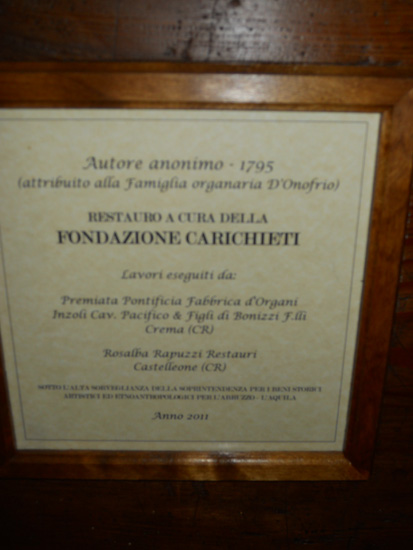 Autore anonimo - 1795
(attribuito alla Famiglia organaria D'Onofrio)
RESTAURO A CURA DELLA
FONDAZIONE CARICHIETI
Lavori eseguiti da:
Premiata Pontificia Fabbrica d'Organi
Inzoli Cav. Pacifico & Figli di Bonizzi F.lli
Crema (CR)
Rosalba Rapuzzi Restauri
Castelleone (CR)
SOTTO L'ALTA SORVEGLIANZA DELLA SOPRINTENDENZA PER I BENI STORICI
ARTISTICI ED ETNOANTROPOLOGICI PER L'ABRUZZO - L'AQUILA
Anno 2011